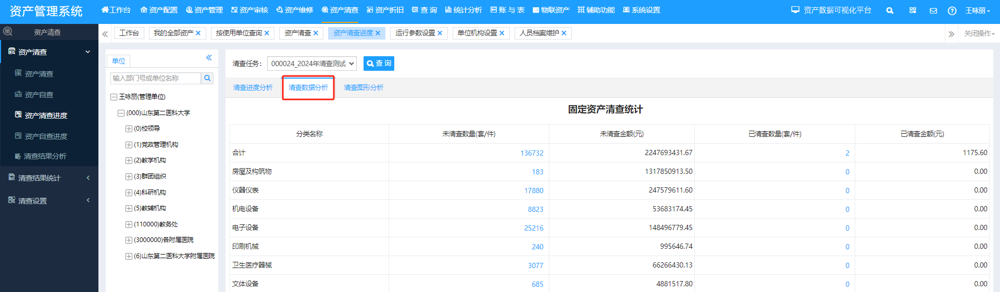 资产管理系统 工作台 资产配置 资产管理 资产审核 资产维修 资产清查 资产折旧 查 询 统计分析 账 与 表 物联资产 辅助功能 系统设置 资产数据可视化平台 王咏丽
资产清查 工作台 我的全部资产 按使用单位查询 资产清查 资产清查进度 运行参数设置 单位机构设置 人员档案维护 关闭操作
资产清查
资产清查
资产自查
资产清查进度
资产自查进度
清查结果分析
清查结果统计
清查设置
单位
输入部门号或单位名称
王咏丽(管理单位)
(000)山东第二医科大学
(0)校领导
(1)党政管理机构
(2)教学机构
(3)群团组织
(4)科研机构
(5)教辅机构
(110000)教务处
(3000000)各附属医院
(6)山东第二医科大学附属医院
清查任务: 000024_2024年清查测试 查 询
清查进度分析 清查数据分析 清查图形分析
固定资产清查统计
分类名称 未清查数量(套/件) 未清查金额(元) 已清查数量(套/件) 已清查金额(元)
合计 136732 2247693431.67 2 1175.60
房屋及构筑物 183 1317850913.50 0 0.00
仪器仪表 17880 247579611.60 0 0.00
机电设备 8823 53683174.45 0 0.00
电子设备 25216 148496779.45 0 0.00
印刷机械 240 995646.74 0 0.00
卫生医疗器械 3077 66266430.13 0 0.00
文体设备 685 4881517.80 0 0.00